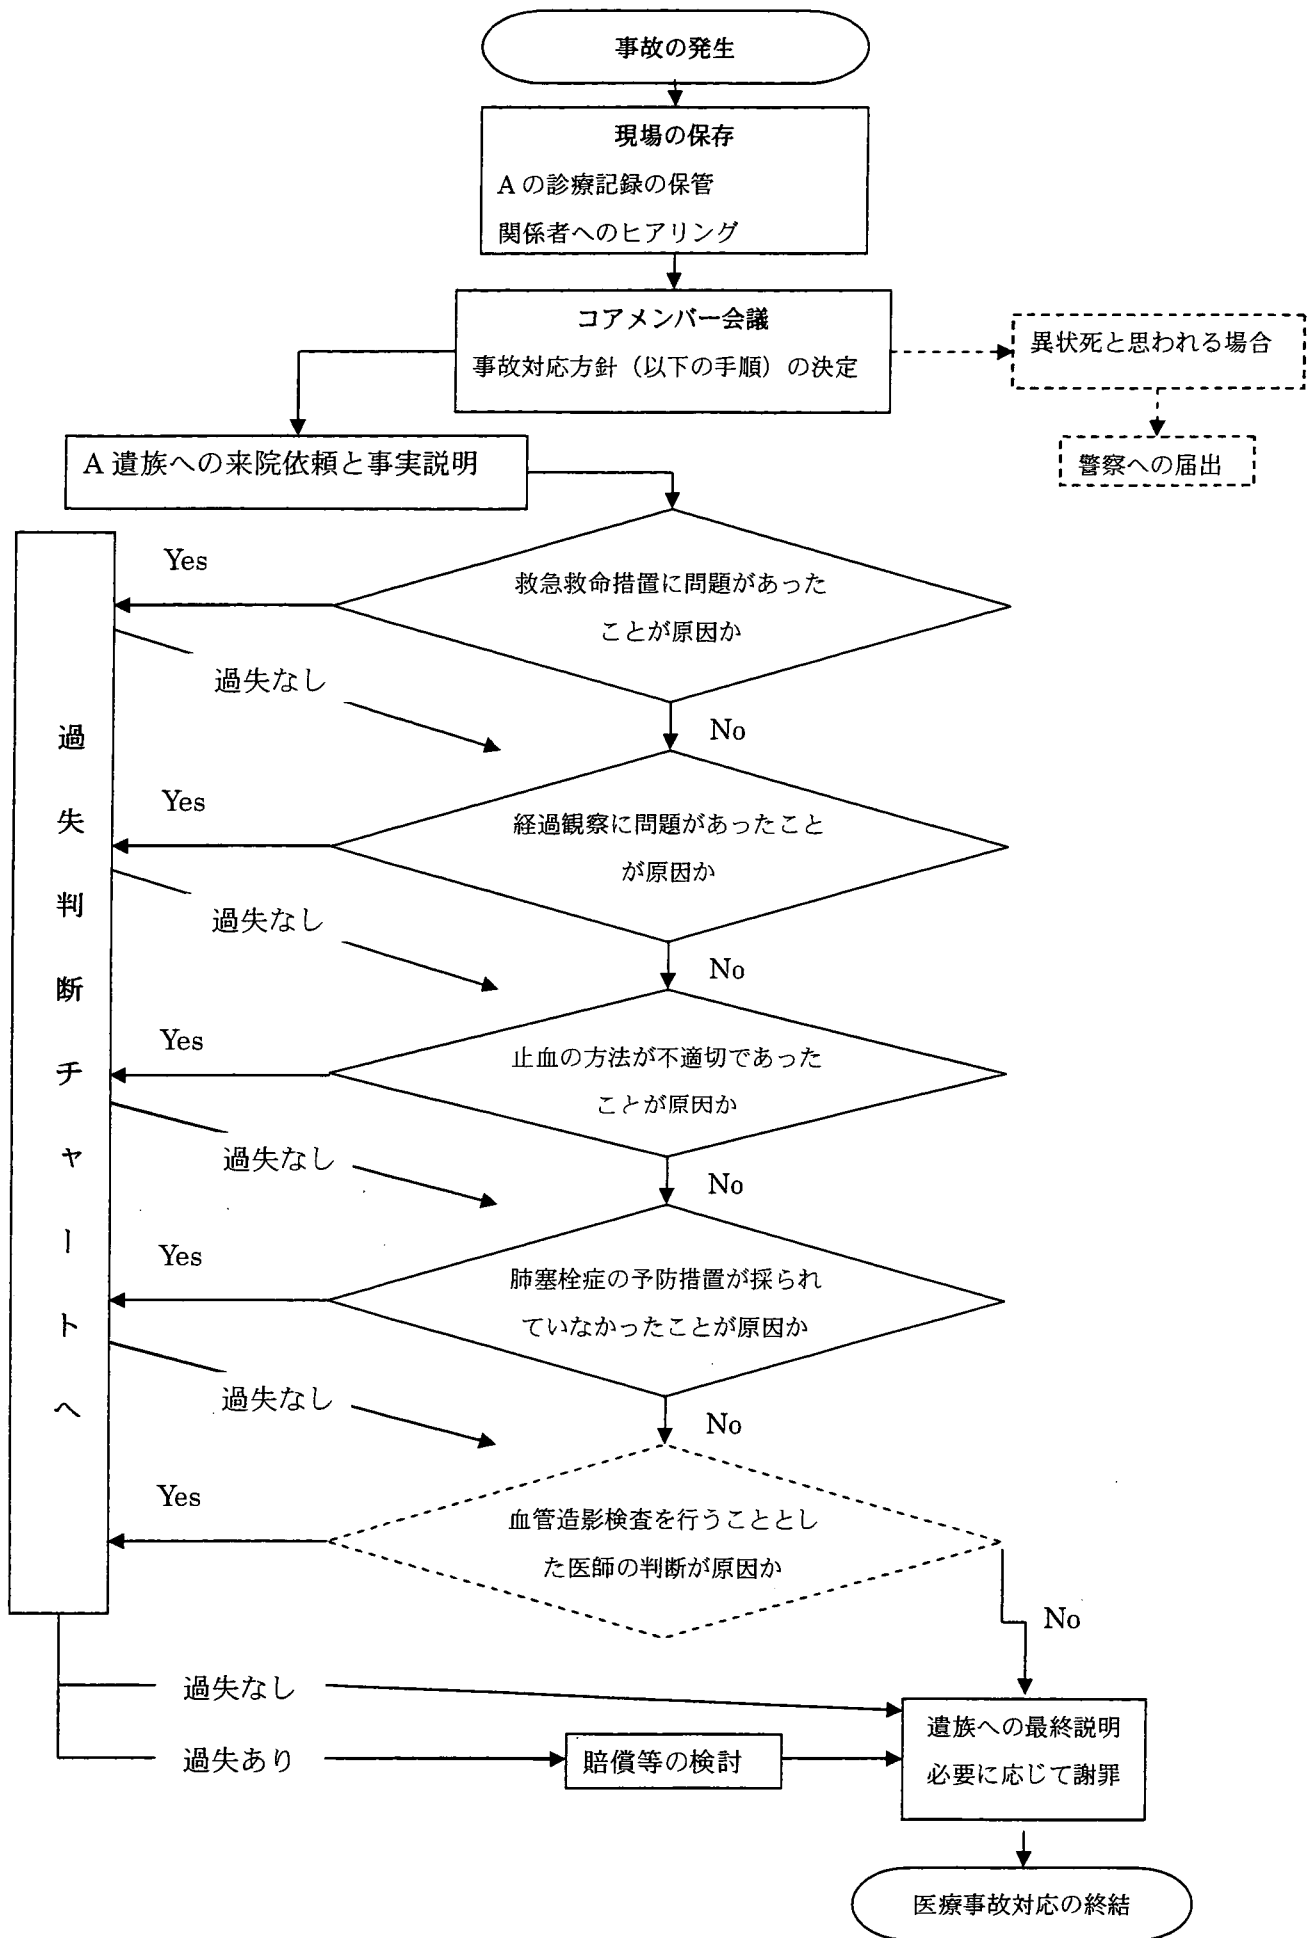 事故の発生
現場の保存
Aの診療記録の保管
関係者へのヒアリング
コアメンバー会議
事故対応方針（以下の手順）の決定
異状死と思われる場合
警察への届出
A遺族への来院依頼と事実説明
Yes
救急救命措置に問題があった
ことが原因か
過失なし
No
Yes
経過観察に問題があったこと
が原因か
過失なし
No
Yes
止血の方法が不適切であった
ことが原因か
過失なし
No
Yes
肺塞栓症の予防措置が採られ
ていなかったことが原因か
過失なし
No
Yes
血管造影検査を行うこととし
た医師の判断が原因か
No
過失判断チャートへ
過失なし
過失あり
賠償等の検討
遺族への最終説明
必要に応じて謝罪
医療事故対応の終結